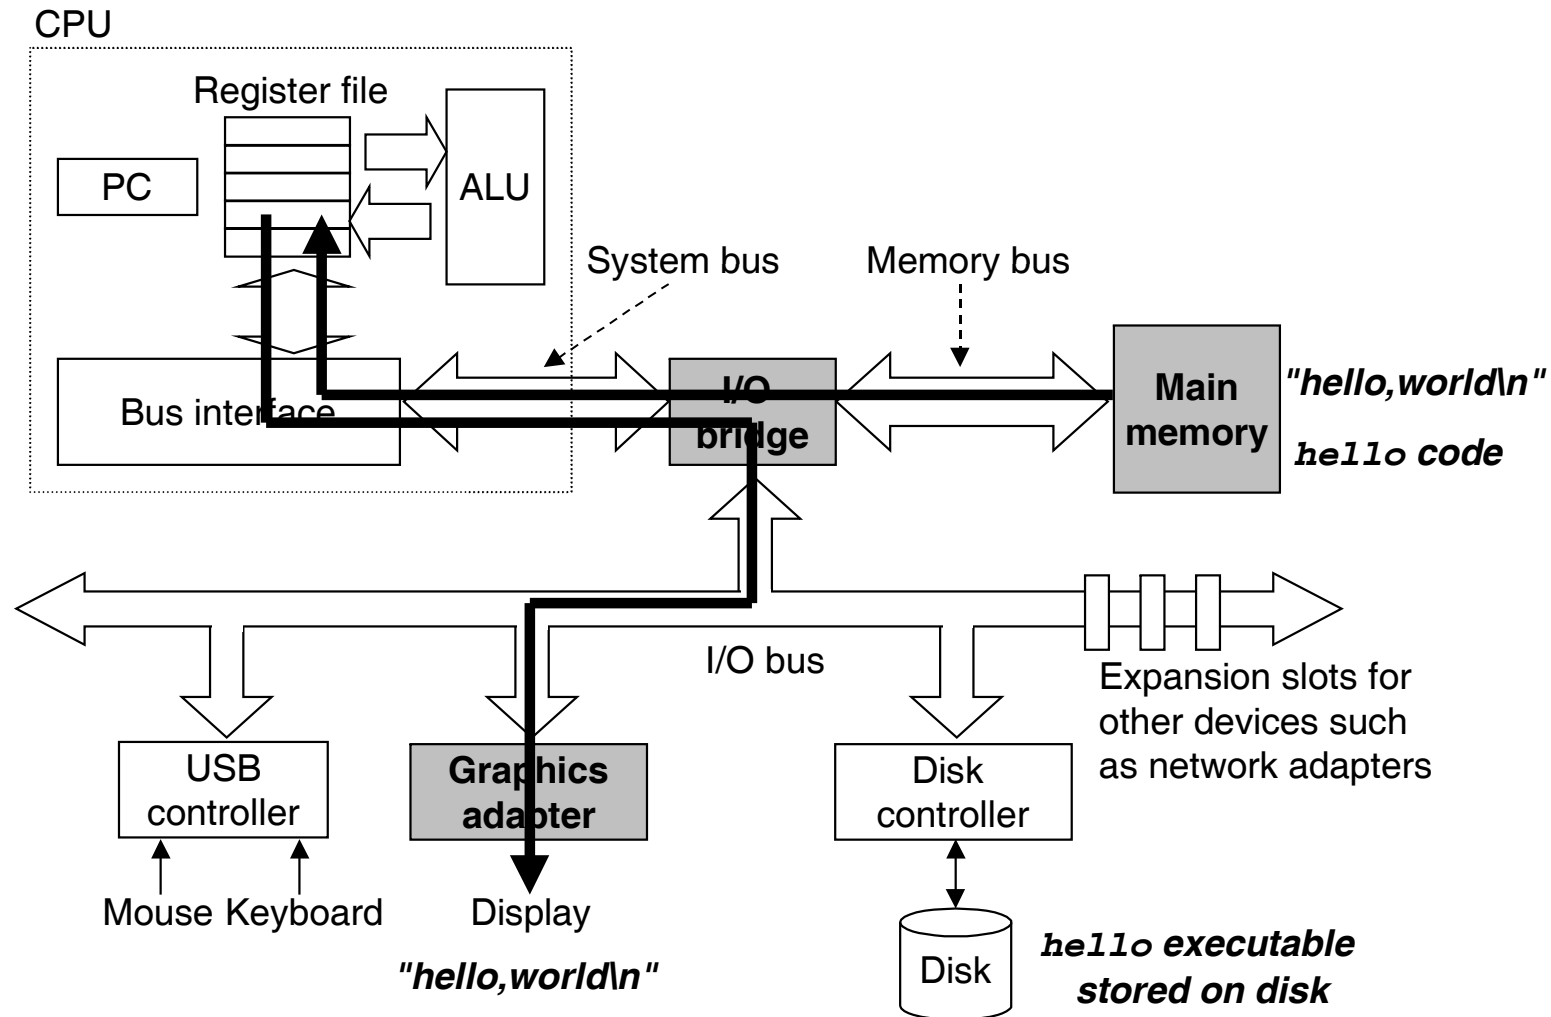 CPU
Register file
PC
ALU
System bus
Memory bus
Bus interface
I/O
bridge
Main
memory
"hello,world\n"
hello code
I/O bus
Expansion slots for
other devices such
as network adapters
USB
controller
Graphics
adapter
Disk
controller
Mouse
Keyboard
Display
"hello,world\n"
Disk
hello executable
stored on disk